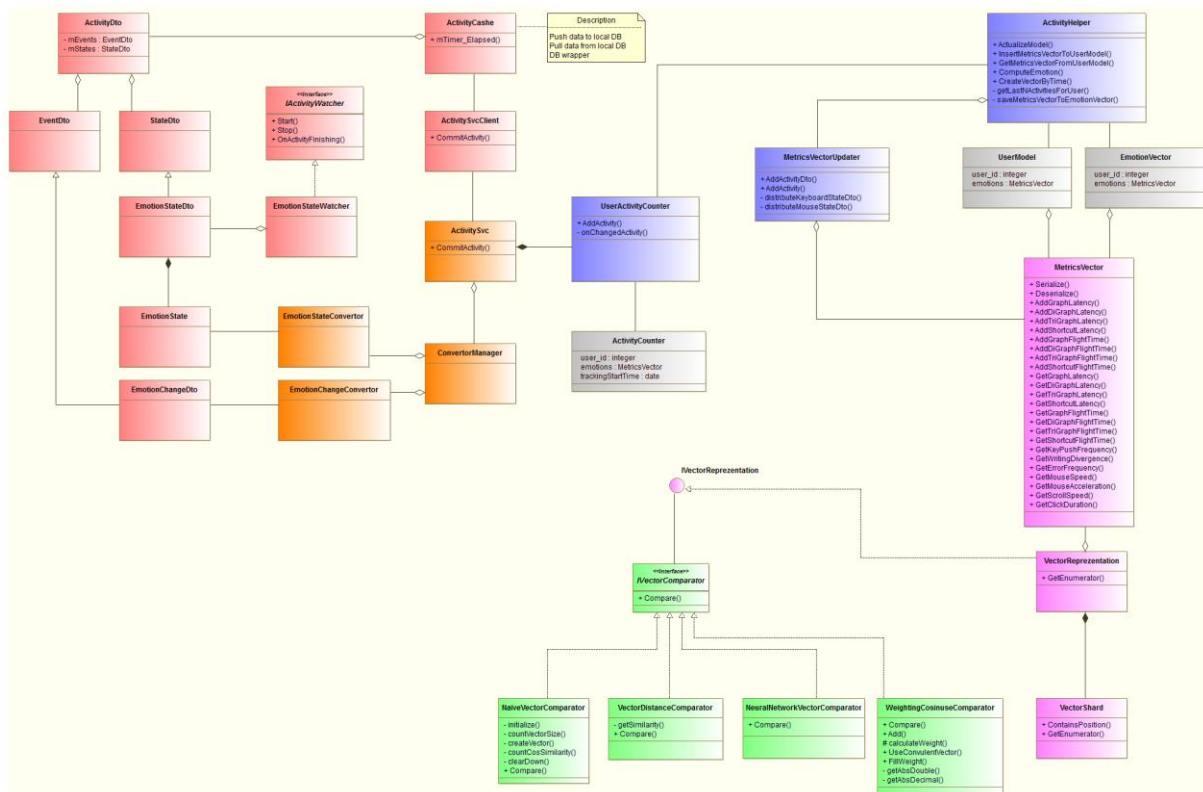 ActivityDto
- mEvents : EventDto
- mStates : StateDto
ActivityCashe
+ mTimer_Elapsed()
Description
Push data to local DB
Pull data from local DB
DB wrapper
ActivityHelper
+ ActualizeModel()
+ InsertMetricsVectorToUserModel()
+ GetMetricsVectorFromUserModel()
+ ComputeEmotion()
+ CreateVectorByTime()
- getLastNActivitiesForUser()
- saveMetricsVectorToEmotionVector()
<<Interface>>
IActivityWatcher
+ Start()
+ Stop()
+ OnActivityFinishing()
EventDto
StateDto
ActivitySvcClient
+ CommitActivity()
MetricsVectorUpdater
+ AddActivityDto()
+ AddActivity()
- distributeKeyboardStateDto()
- distributeMouseStateDto()
UserModel
user_id : integer
emotions : MetricsVector
EmotionVector
user_id : integer
emotions : MetricsVector
EmotionStateDto
EmotionStateWatcher
UserActivityCounter
+ AddActivity()
- onChangedActivity()
ActivitySvc
+ CommitActivity()
MetricsVector
+ Serialize()
+ Deserialize()
+ AddGraphLatency()
+ AddDiGraphLatency()
+ AddTriGraphLatency()
+ AddShortcutLatency()
+ AddGraphFlightTime()
+ AddDiGraphFlightTime()
+ AddTriGraphFlightTime()
+ AddShortcutFlightTime()
+ GetGraphLatency()
+ GetDiGraphLatency()
+ GetTriGraphLatency()
+ GetShortcutLatency()
+ GetGraphFlightTime()
+ GetDiGraphFlightTime()
+ GetTriGraphFlightTime()
+ GetShortcutFlightTime()
+ GetKeyPushFrequency()
+ GetWritingDivergence()
+ GetErrorFrequency()
+ GetMouseSpeed()
+ GetMouseAcceleration()
+ GetScrollSpeed()
+ GetClickDuration()
EmotionState
EmotionStateConvertor
ConvertorManager
ActivityCounter
user_id : integer
emotions : MetricsVector
trackingStartTime : date
EmotionChangeDto
EmotionChangeConvertor
IVectorReprezentation
<<Interface>>
IVectorComparator
+ Compare()
VectorReprezentation
+ GetEnumerator()
NaiveVectorComparator
- initialize()
- countVectorSize()
- createVector()
- countCosSimilarity()
- clearDown()
+ Compare()
VectorDistanceComparator
- getSimilarity()
+ Compare()
NeuralNetworkVectorComparator
+ Compare()
WeightingCosinuseComparator
+ Compare()
+ Add()
# calculateWeight()
+ UseConvulentVector()
+ FillWeight()
- getAbsDouble()
- getAbsDecimal()
VectorShard
+ ContainsPosition()
+ GetEnumerator()